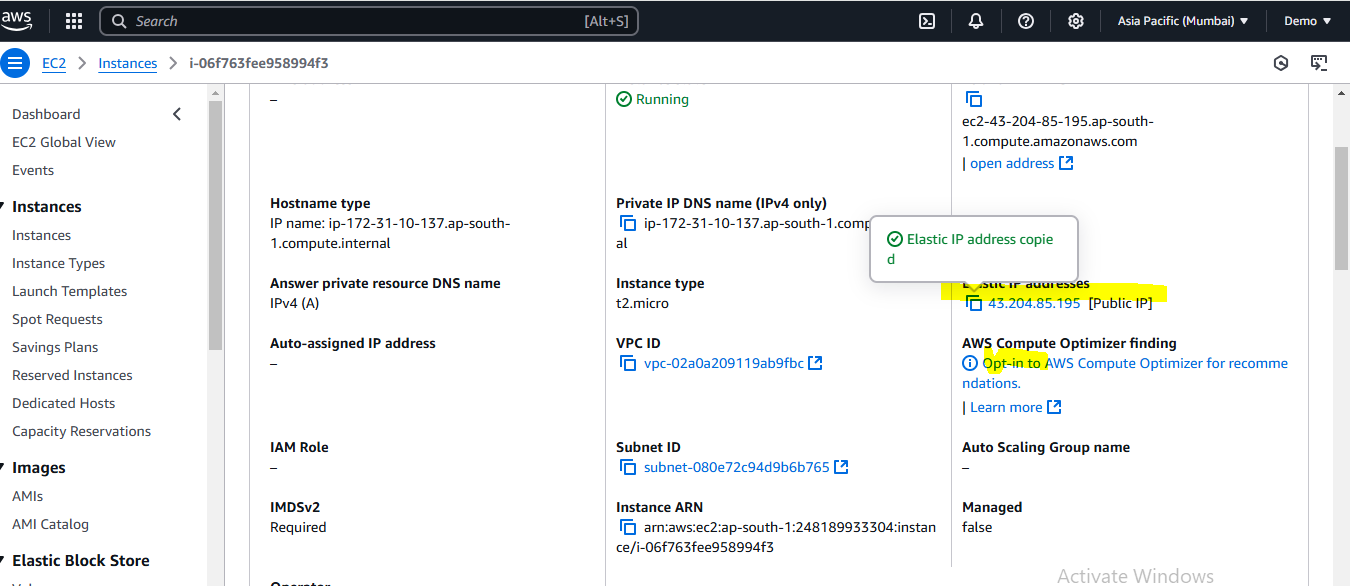 aws
Search
[Alt+S]
Asia Pacific (Mumbai)
Demo
EC2
Instances
i-06f763fee958994f3
Dashboard
EC2 Global View
Events
Instances
Instances
Instance Types
Launch Templates
Spot Requests
Savings Plans
Reserved Instances
Dedicated Hosts
Capacity Reservations
Images
AMIs
AMI Catalog
Elastic Block Store
–
Running
ec2-43-204-85-195.ap-south-
1.compute.amazonaws.com
| open address
Hostname type
IP name: ip-172-31-10-137.ap-south-
1.compute.internal
Private IP DNS name (IPv4 only)
ip-172-31-10-137.ap-south-1.comp
al
Elastic IP address copie
d
Answer private resource DNS name
IPv4 (A)
Instance type
t2.micro
Elastic IP addresses
43.204.85.195 [Public IP]
Auto-assigned IP address
–
VPC ID
vpc-02a0a209119ab9fbc
AWS Compute Optimizer finding
Opt-in to AWS Compute Optimizer for recomme
ndations.
| Learn more
IAM Role
–
Subnet ID
subnet-080e72c94d9b6b765
Auto Scaling Group name
–
IMDSv2
Required
Instance ARN
arn:aws:ec2:ap-south-1:248189933304:instan
ce/i-06f763fee958994f3
Managed
false
Operator
Activate Windows